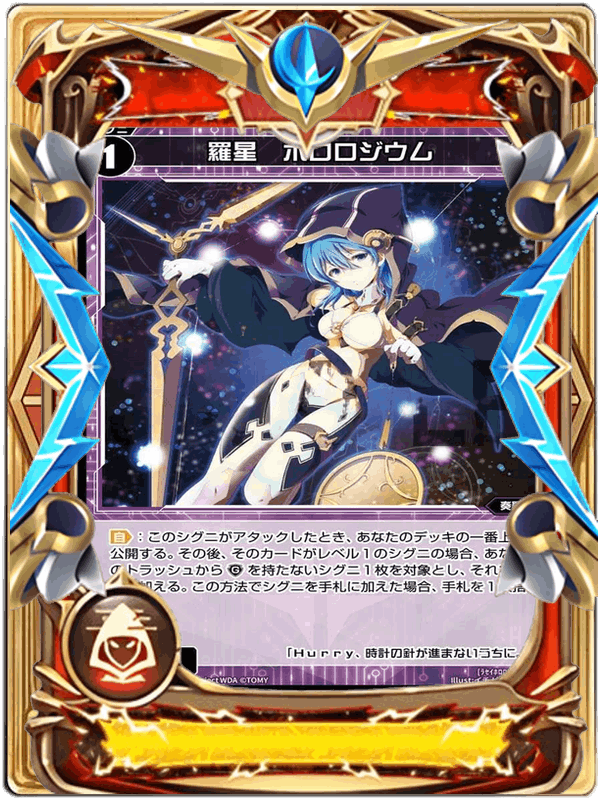 1
羅星 ホロロジウム
奏
自：このシグニがアタックしたとき、あなたのデッキの一番上
公開する。その後、そのカードがレベル１のシグニの場合、あな
のトラッシュから G を持たないシグニ１枚を対象とし、それ
加える。この方法でシグニを手札に加えた場合、手札を１
「Ｈｕｒｒｙ、時計の針が進まないうちに
ject WDA ©TOMY
Illust: